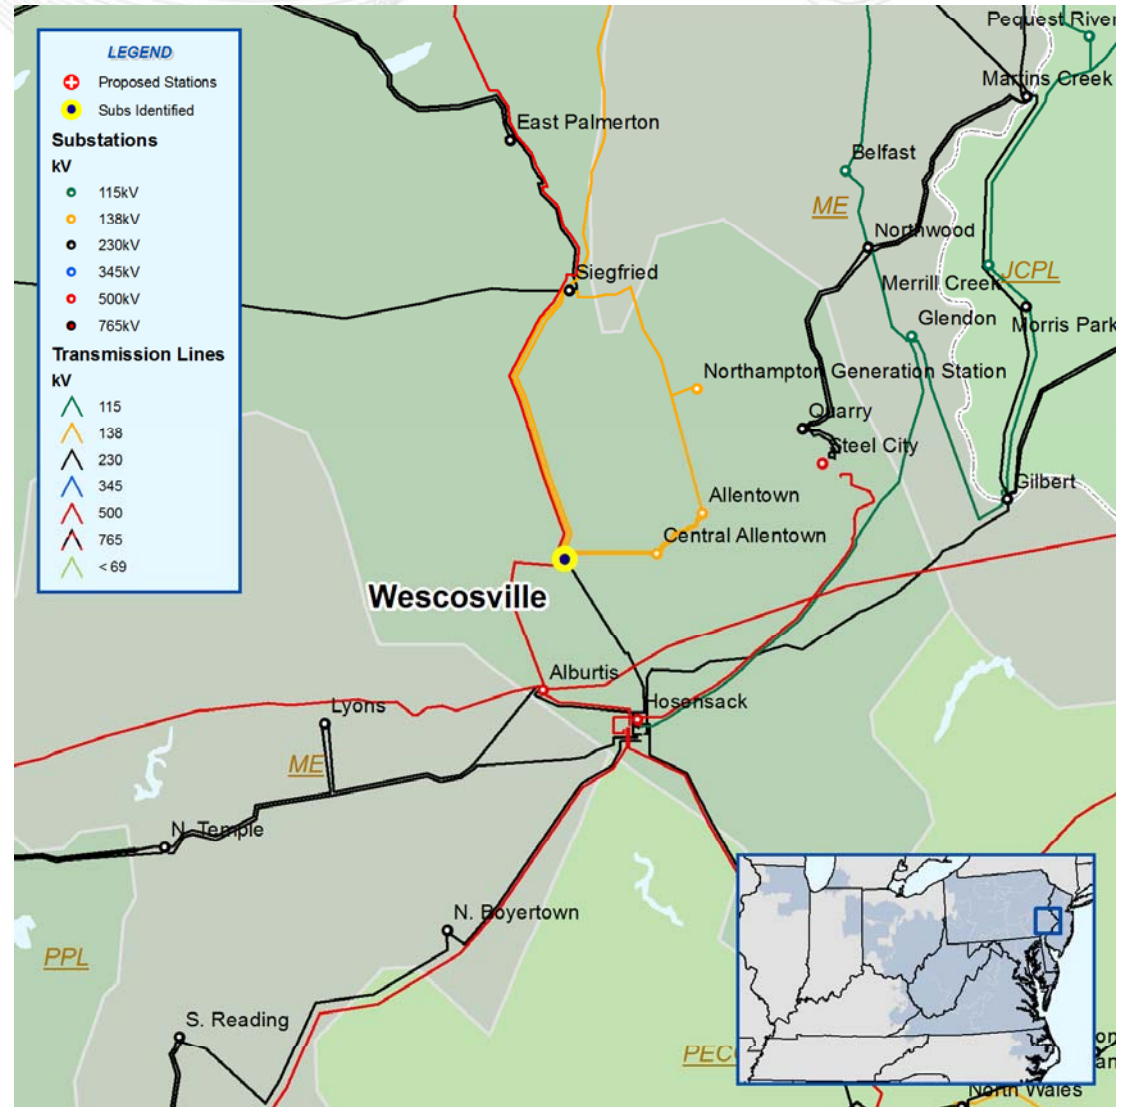 LEGEND
Proposed Stations
Subs Identified
Substations
kV
115kV
138kV
230kV
345kV
500kV
765kV
Transmission Lines
kV
115
138
230
345
500
765
< 69
Pequest River
Martins Creek
East Palmerton
Belfast
ME
Northwood
Siegfried
JCPL
Merrill Creek
Glendon
Morris Park
Northampton Generation Station
Quarry
Steel City
Gilbert
Allentown
Central Allentown
Wescosville
Alburtis
Hosensack
Lyons
ME
N. Temple
N. Boyertown
PPL
S. Reading
PECO
North Wales